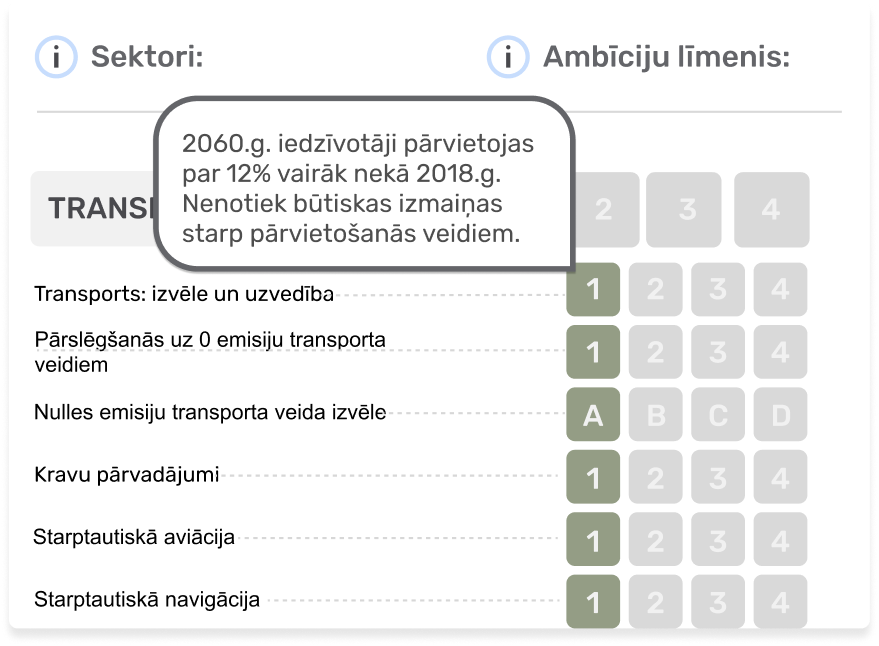 i Sektori:
i Ambīciju līmenis:
2060.g. iedzīvotāji pārvietojas
par 12% vairāk nekā 2018.g.
Nenotiek būtiskas izmaiņas
starp pārvietošanās veidiem.
2 3 4
Transports: izvēle un uzvedība 1 2 3 4
Pārslēgšanās uz 0 emisiju transporta
veidiem 1 2 3 4
Nulles emisiju transporta veida izvēle A B C D
Kravu pārvadājumi 1 2 3 4
Starptautiskā aviācija 1 2 3 4
Starptautiskā navigācija 1 2 3 4